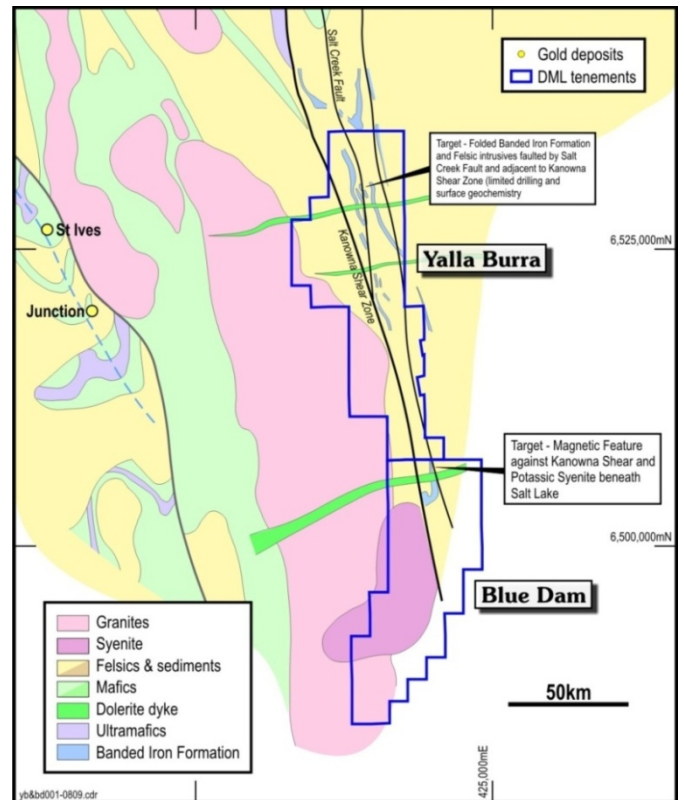 Salt Creek Fault
Gold deposits
DML tenements
Target - Folded Banded Iron Formation
and Felsic intrusives faulted by Salt
Creek Fault and adjacent to Kanowna
Shear Zone (limited drilling and
surface geochemistry
St Ives
6,525,000mN
Yalla Burra
Kanowna Shear Zone
Junction
Target - Magnetic Feature
against Kanowna Shear and
Potassic Syenite beneath
Salt Lake
6,500,000mN
Blue Dam
Granites
Syenite
Felsics & sediments
Mafics
Dolerite dyke
Ultramafics
Banded Iron Formation
50km
425,000mE
yb&bd001-0809.cdr